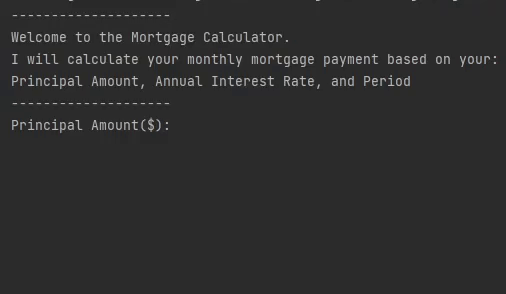 --------------------
Welcome to the Mortgage Calculator.
I will calculate your monthly mortgage payment based on your:
Principal Amount, Annual Interest Rate, and Period
--------------------
Principal Amount($):